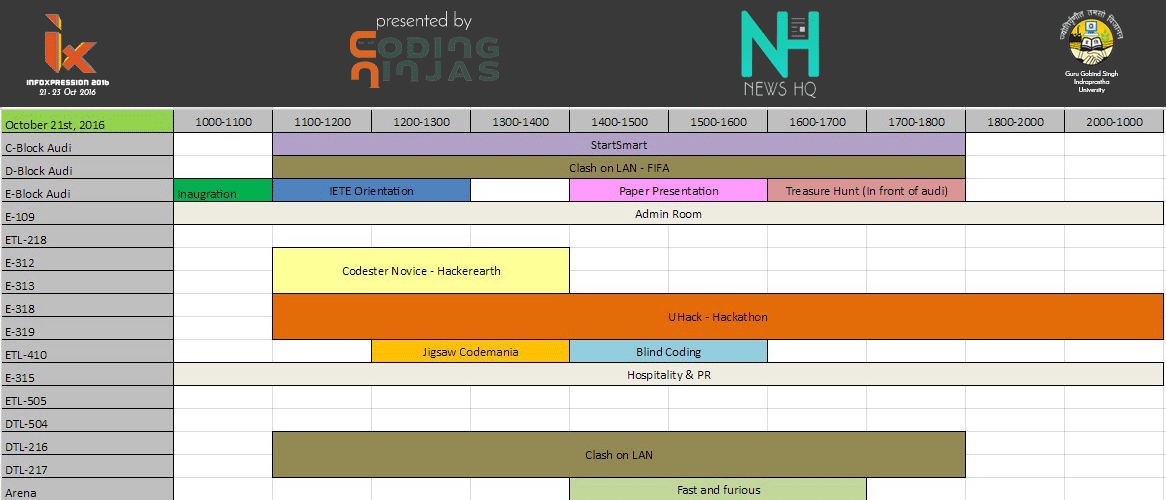 presented by
CODING
NINJAS
NH
NEWS HQ
ix
INFOXPRESSION 2016
21 - 23 Oct 2016
Guru Gobind Singh
Indraprastha
University
October 21st, 2016 1000-1100 1100-1200 1200-1300 1300-1400 1400-1500 1500-1600 1600-1700 1700-1800 1800-2000 2000-1000
C-Block Audi StartSmart
D-Block Audi Clash on LAN - FIFA
E-Block Audi Inaugration IETE Orientation Paper Presentation Treasure Hunt (In front of audi)
E-109 Admin Room
ETL-218
E-312
Codester Novice - Hackerearth
E-313
E-318
UHack - Hackathon
E-319
ETL-410 Jigsaw Codemania Blind Coding
E-315 Hospitality & PR
ETL-505
DTL-504
DTL-216
Clash on LAN
DTL-217
Arena Fast and furious